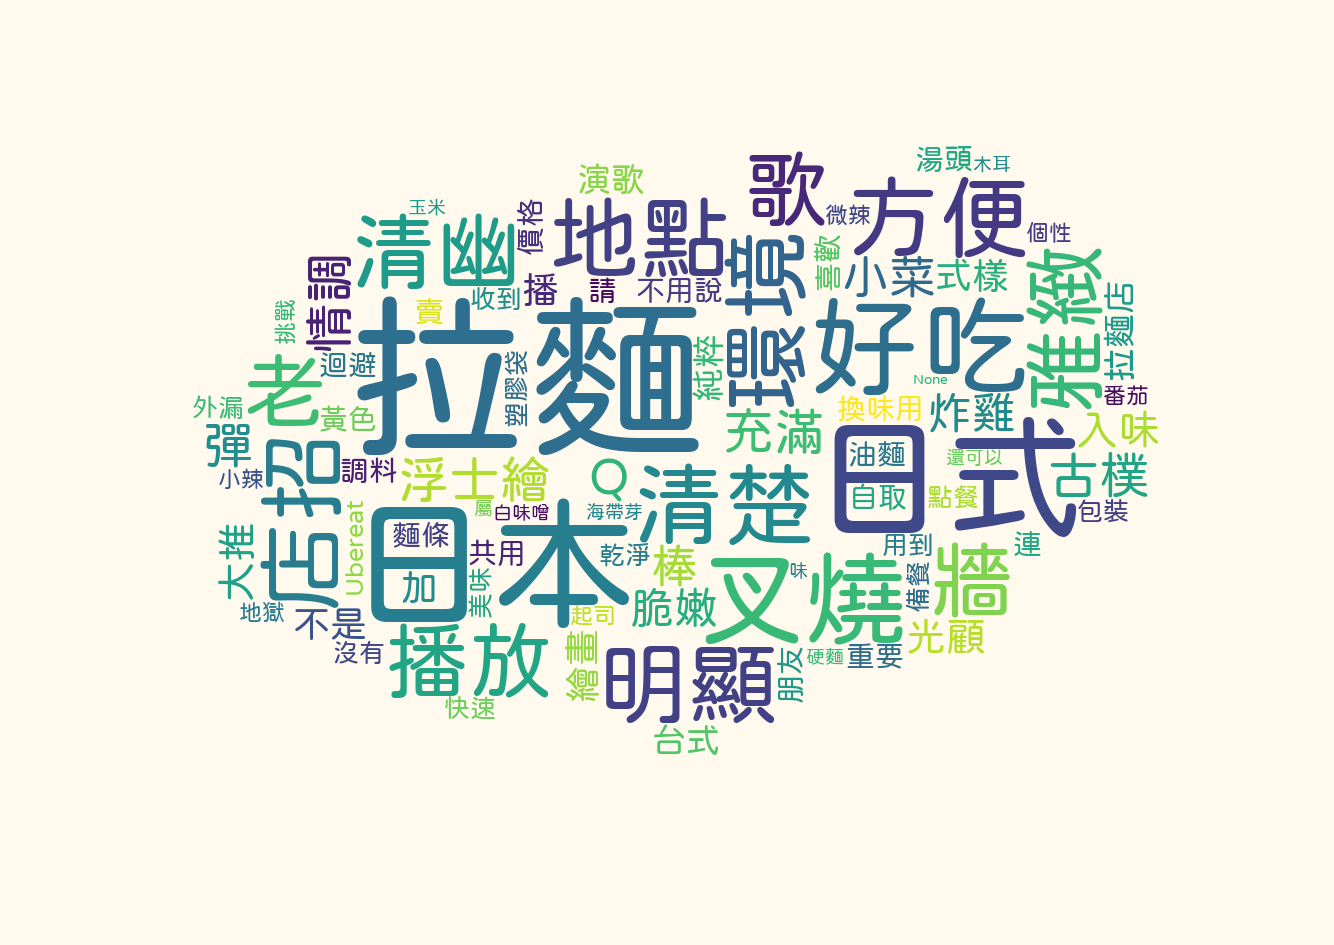 湯頭
木耳
歌
演歌
方便
微辣
個性
玉米
清幽
價格
地點
環境
喜歡
小菜
式樣
雅緻
拉麵店
情調
賣
收到
播
請
不用說
挑戰
老
迴避
拉麵
塑膠袋
純粹
好吃
None
番茄
外漏
黃色
充滿
換味用
炸雞
入味
彈
店招
調料
浮士繪
Q
清楚
日式
油麵
自取
還可以
點餐
古樸
包裝
小辣
Ubereat
日本
麵條
加
屬
白味噌
海帶芽
大推
共用
美味
乾淨
棒
叉燒
味
用到
備餐
牆
連
地獄
不是
沒有
起司
脆嫩
光顧
播放
繪畫
明顯
朋友
硬麵
重要
快速
台式